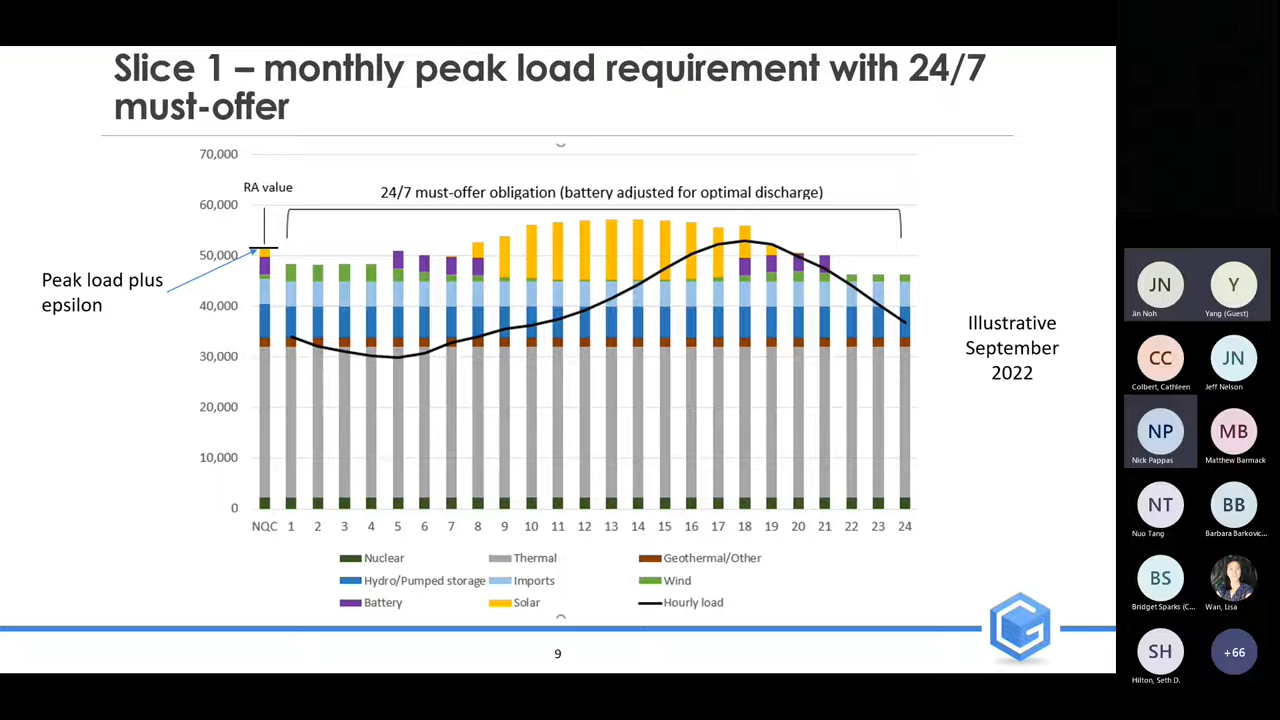 Slice 1 – monthly peak load requirement with 24/7
must-offer
70,000
60,000
50,000
40,000
30,000
20,000
10,000
0
RA value
24/7 must-offer obligation (battery adjusted for optimal discharge)
Peak load plus
epsilon
Illustrative
September
2022
NQC 1 2 3 4 5 6 7 8 9 10 11 12 13 14 15 16 17 18 19 20 21 22 23 24
Nuclear Thermal Geothermal/Other
Hydro/Pumped storage Imports Wind
Battery Solar Hourly load
9
G
JN Y
Jin Noh Yang (Guest)
CC JN
Colbert, Cathleen Jeff Nelson
NP MB
Nick Pappas Matthew Barmack
NT BB
Nuo Tang Barbara Barkovic...
BS
Bridget Sparks (C... Wan, Lisa
SH +66
Hilton, Seth D.